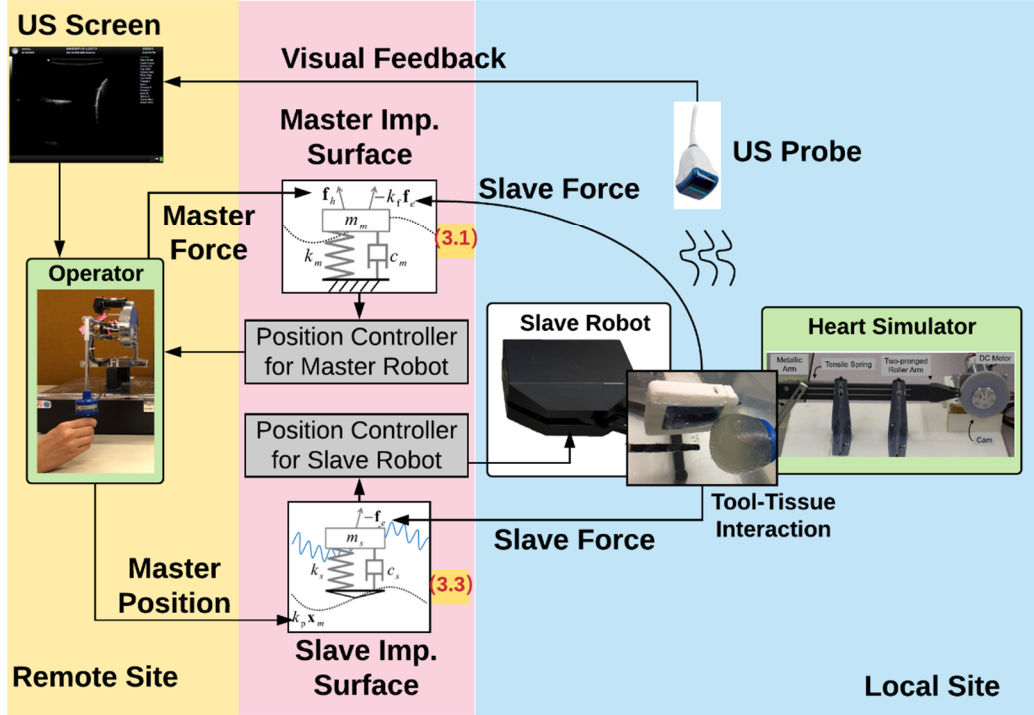 US Screen
Visual Feedback
US Probe
Master Imp.
Surface
Slave Force
Master
Force
f_h
-k_f f_e
m_m
k_m
c_m
(3.1)
Operator
Position Controller
for Master Robot
Slave Robot
Heart Simulator
Metallic
Arm
Tensile Spring
Two-pronged
Roller Arm
DC Motor
Cam
Position Controller
for Slave Robot
Tool-Tissue
Interaction
-f_e
m_s
k_s
c_s
Slave Force
(3.3)
Master
Position
k_p x_m
Slave Imp.
Surface
Remote Site
Local Site